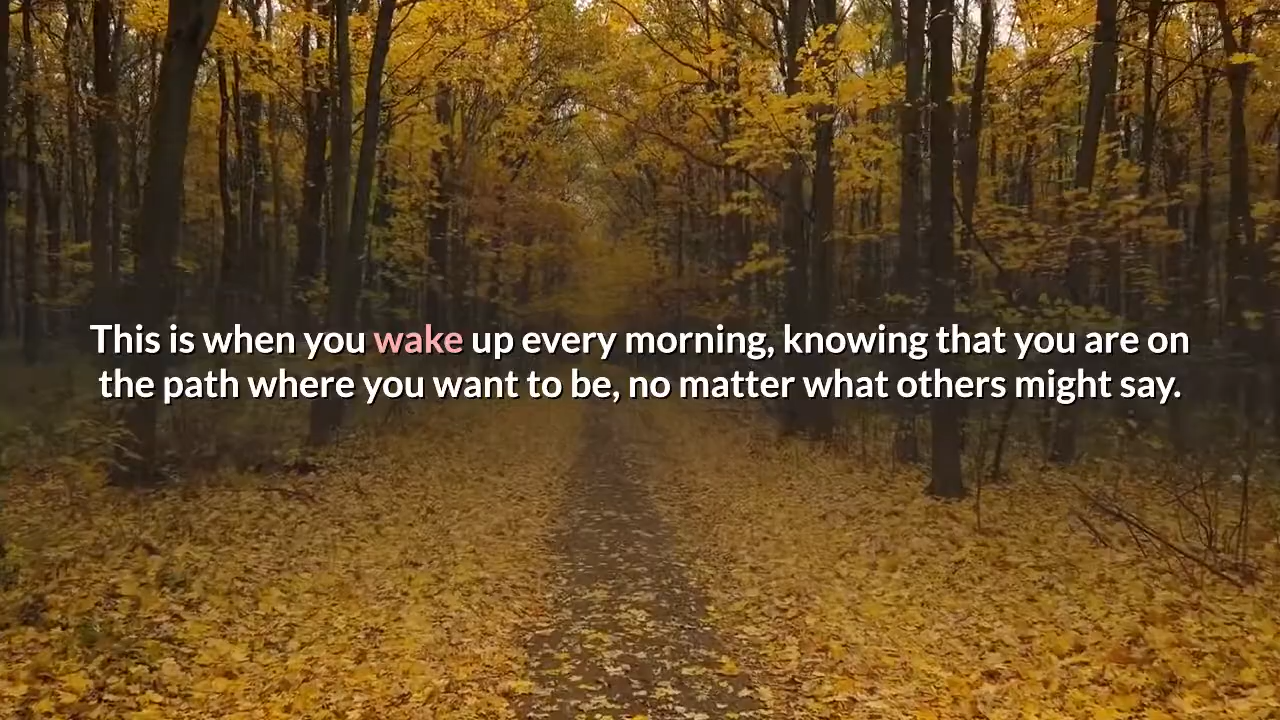 This is when you wake up every morning, knowing that you are on
the path where you want to be, no matter what others might say.